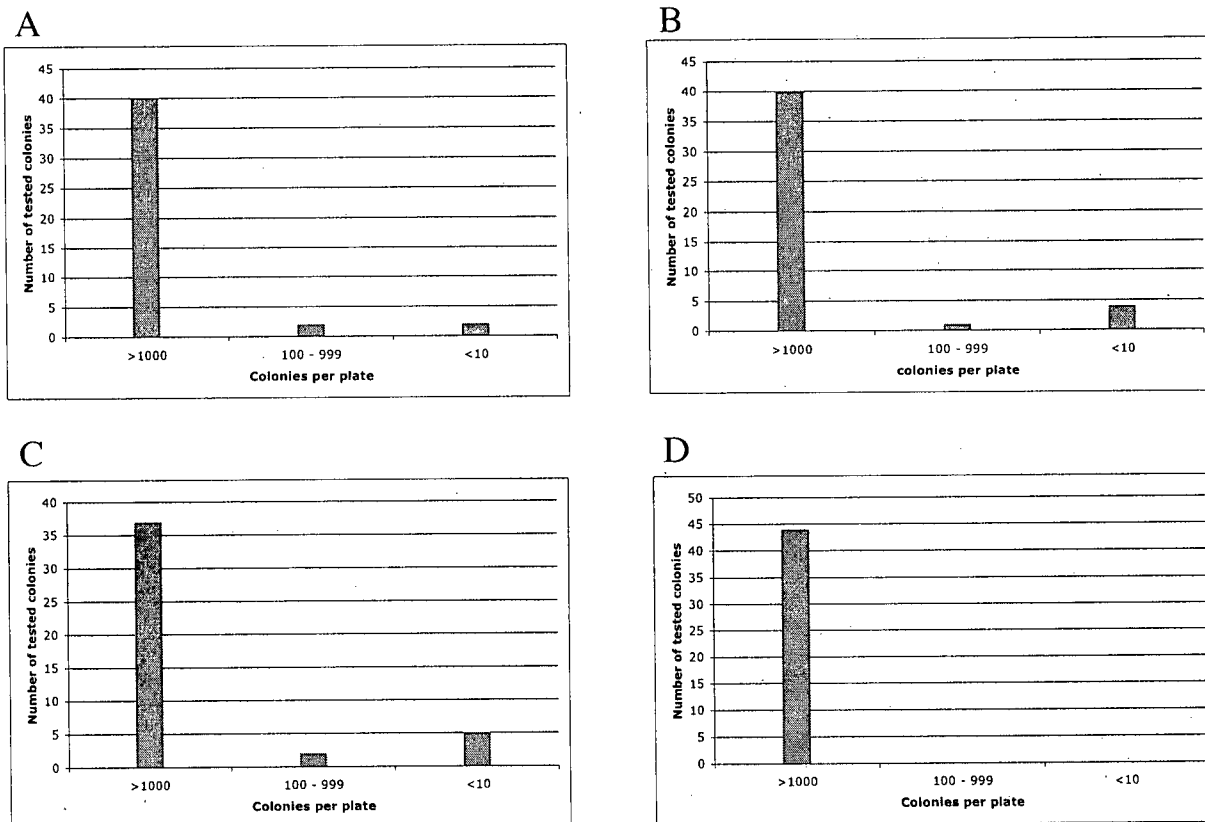 A
Number of tested colonies
45
40
35
30
25
20
15
10
5
0
>1000 100 - 999 <10
Colonies per plate
B
Number of tested colonies
45
40
35
30
25
20
15
10
5
0
>1000 100 - 999 <10
colonies per plate
C
Number of tested colonies
40
35
30
25
20
15
10
5
0
>1000 100 - 999 <10
Colonies per plate
D
Number of tested colonies
50
45
40
35
30
25
20
15
10
5
0
>1000 100 - 999 <10
Colonies per plate